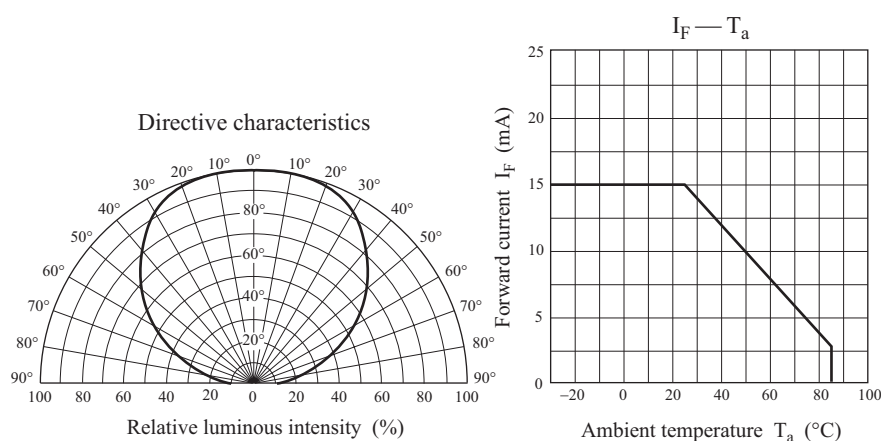 Directive characteristics
0°
10° 10°
20° 20°
30° 30°
40° 40°
50° 50°
60° 60°
70° 70°
80° 80°
90° 90°
80°
60°
40°
20°
100 80 60 40 20 0 20 40 60 80 100
Relative luminous intensity (%)
I_F — T_a
Forward current I_F (mA)
25
20
15
10
5
0
–20 0 20 40 60 80 100
Ambient temperature T_a (°C)